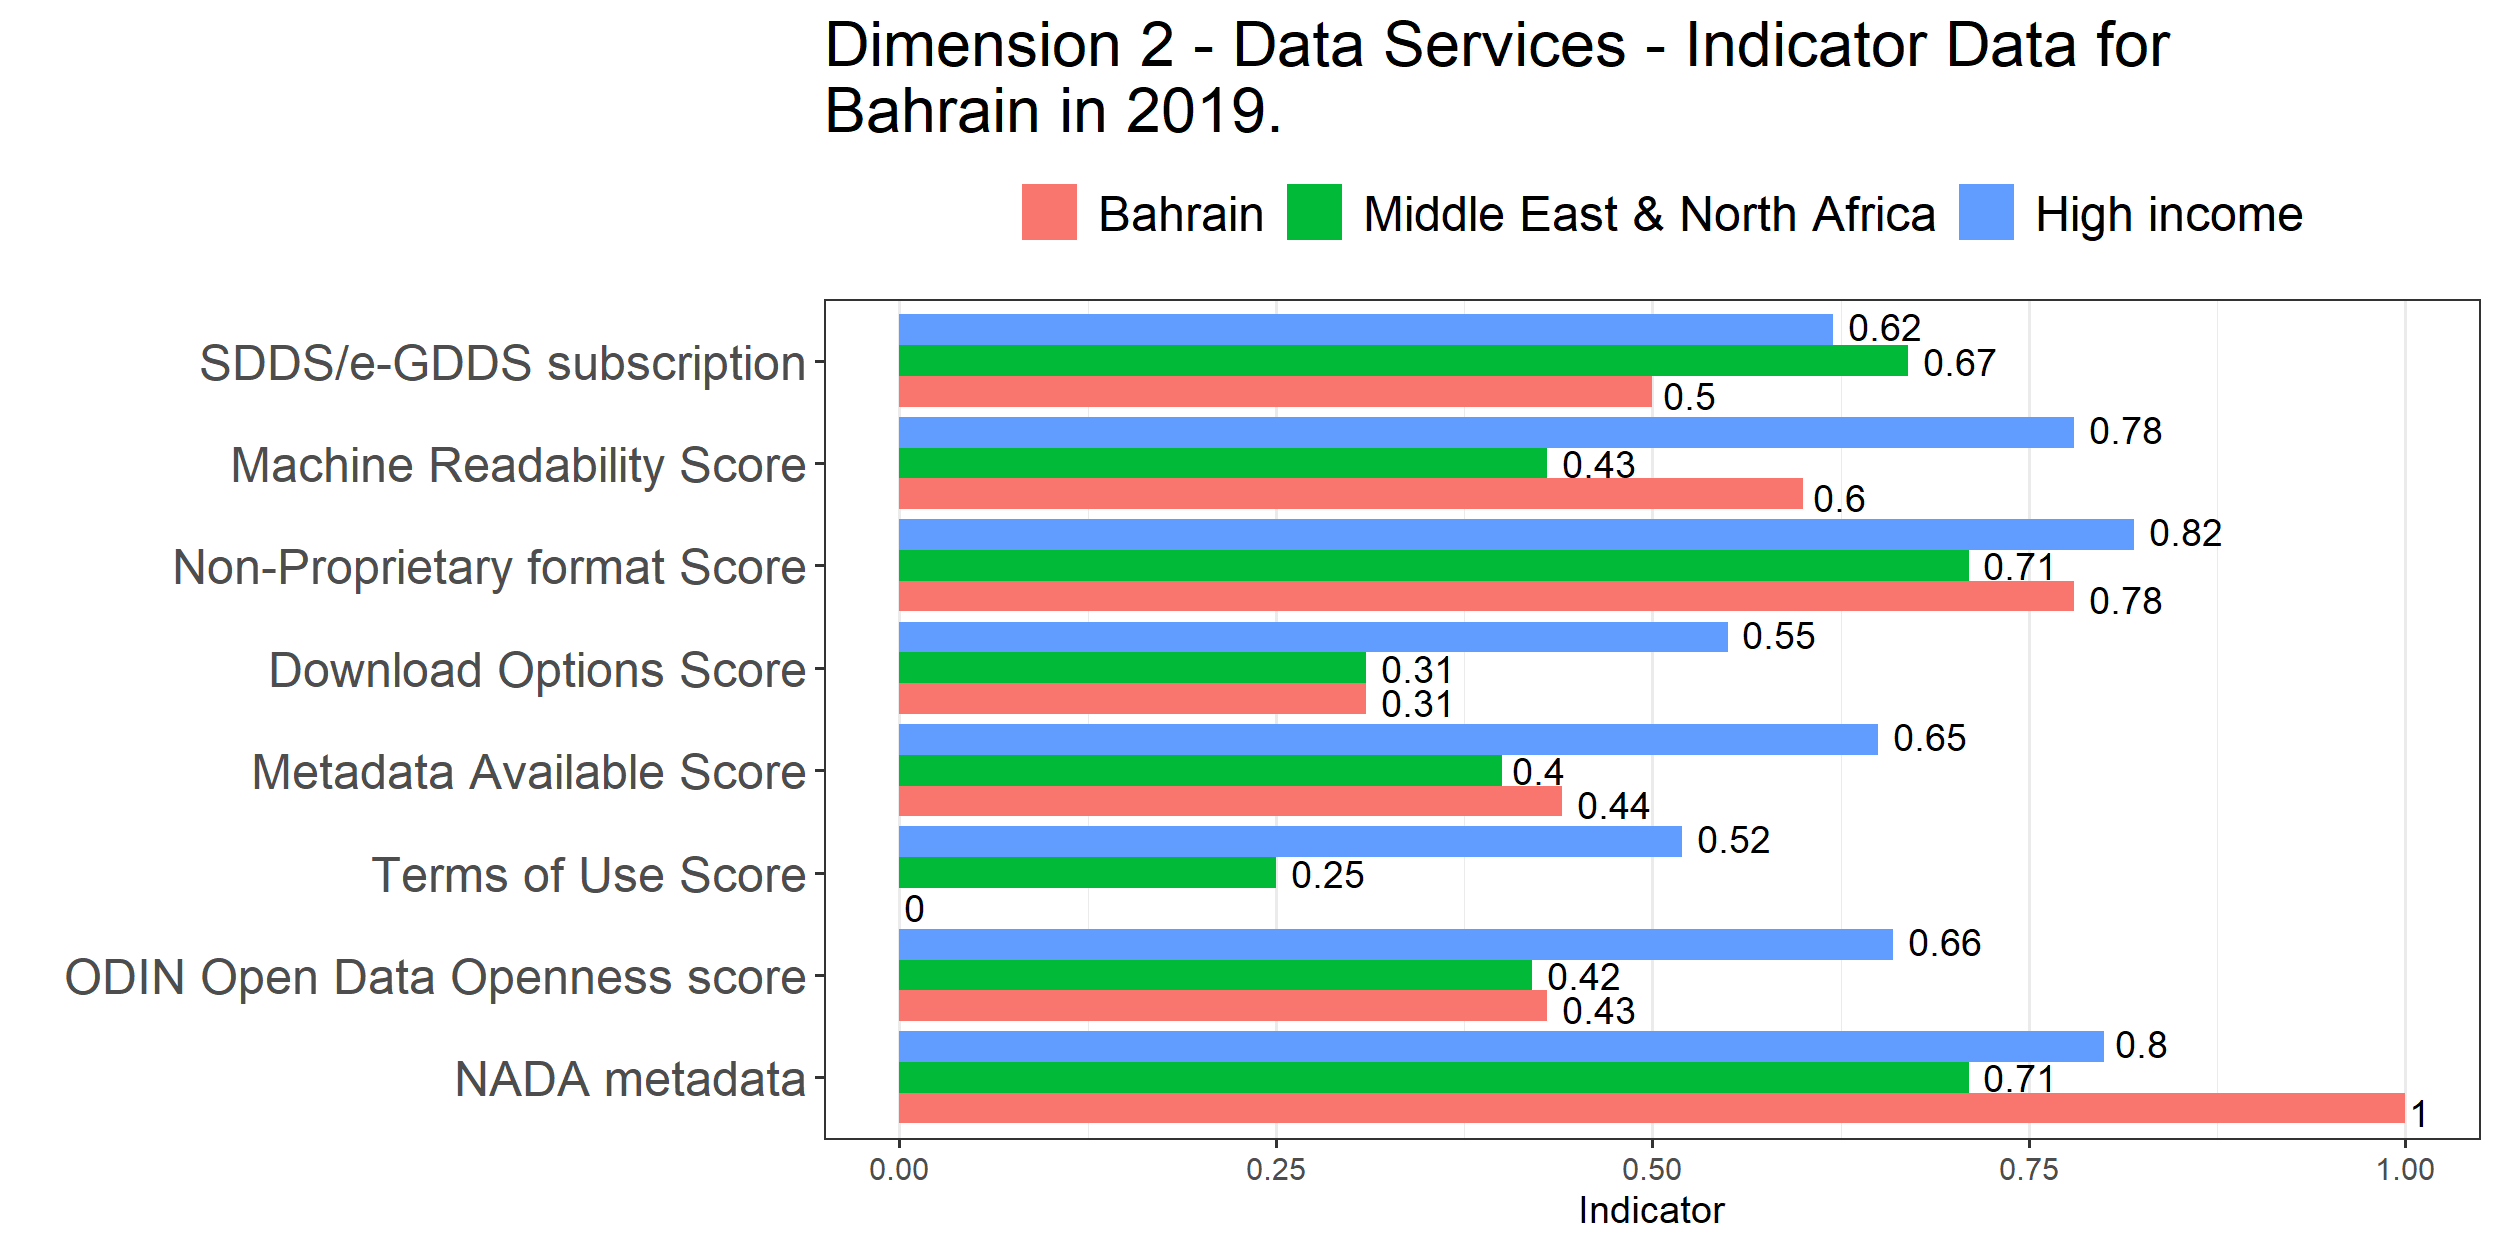 Dimension 2 - Data Services - Indicator Data for
Bahrain in 2019.
Bahrain
Middle East & North Africa
High income
SDDS/e-GDDS subscription
0.62
0.67
0.5
Machine Readability Score
0.78
0.43
0.6
Non-Proprietary format Score
0.82
0.71
0.78
Download Options Score
0.55
0.31
0.31
Metadata Available Score
0.65
0.4
0.44
Terms of Use Score
0.52
0.25
0
ODIN Open Data Openness score
0.66
0.42
0.43
NADA metadata
0.8
0.71
1
0.00
0.25
0.50
0.75
1.00
Indicator